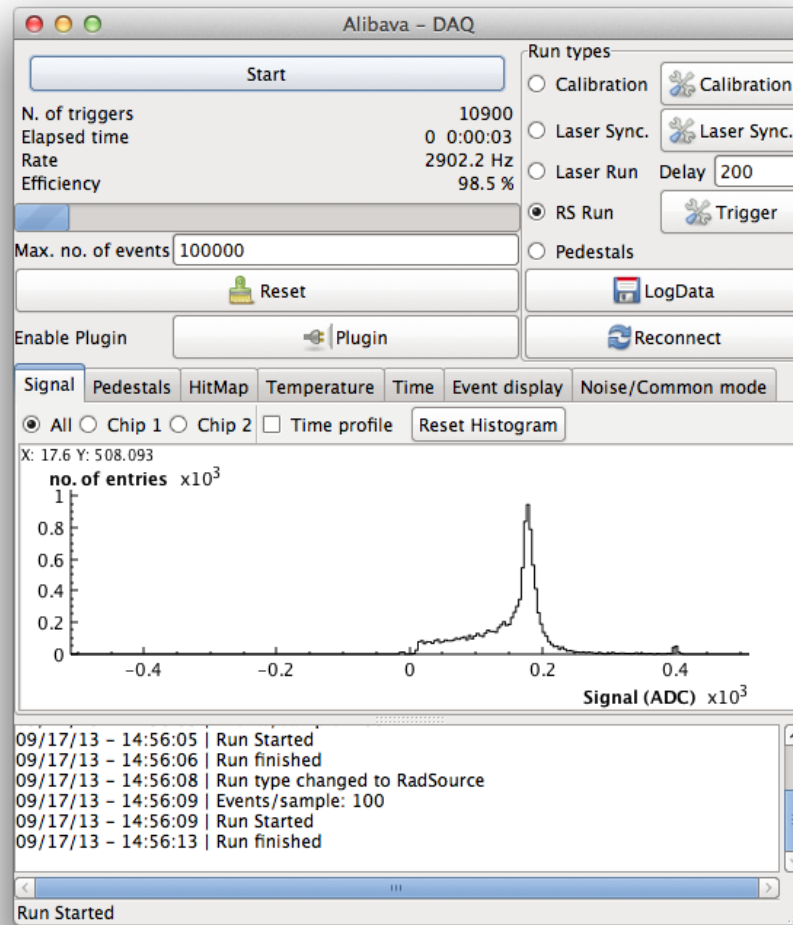 Alibava – DAQ
Start
N. of triggers 10900
Elapsed time 0 0:00:03
Rate 2902.2 Hz
Efficiency 98.5 %
Max. no. of events 100000
Reset
Enable Plugin Plugin
Run types
Calibration Calibration
Laser Sync. Laser Sync.
Laser Run Delay 200
RS Run Trigger
Pedestals
LogData
Reconnect
Signal Pedestals HitMap Temperature Time Event display Noise/Common mode
All Chip 1 Chip 2 Time profile Reset Histogram
X: 17.6 Y: 508.093
no. of entries x10³
1
0.8
0.6
0.4
0.2
0
−0.4 −0.2 0 0.2 0.4
Signal (ADC) x10³
09/17/13 – 14:56:05 | Run Started
09/17/13 – 14:56:06 | Run finished
09/17/13 – 14:56:08 | Run type changed to RadSource
09/17/13 – 14:56:09 | Events/sample: 100
09/17/13 – 14:56:09 | Run Started
09/17/13 – 14:56:13 | Run finished
Run Started